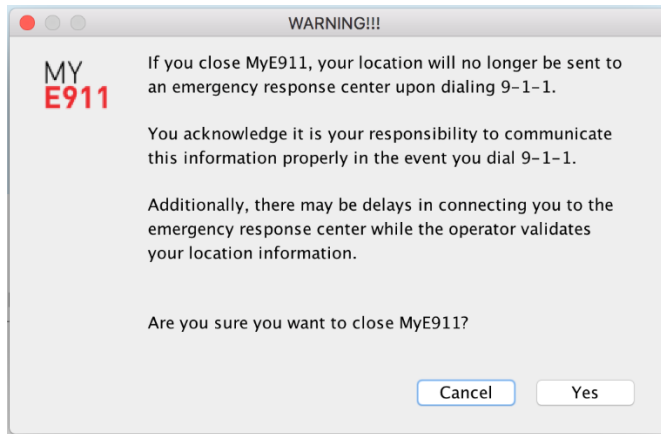 WARNING!!!
MY
E911
If you close MyE911, your location will no longer be sent to
an emergency response center upon dialing 9-1-1.
You acknowledge it is your responsibility to communicate
this information properly in the event you dial 9-1-1.
Additionally, there may be delays in connecting you to the
emergency response center while the operator validates
your location information.
Are you sure you want to close MyE911?
Cancel
Yes